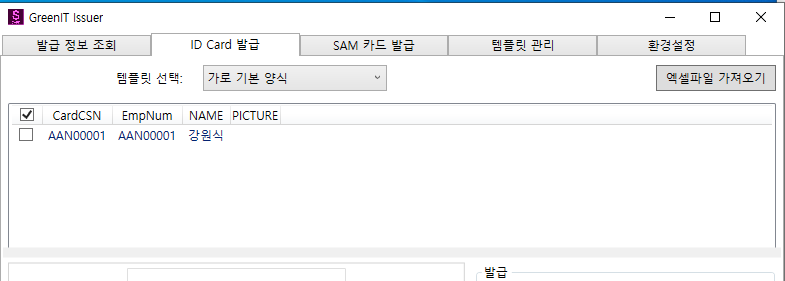 GreenIT Issuer
발급 정보 조회 ID Card 발급 SAM 카드 발급 템플릿 관리 환경설정
템플릿 선택: 가로 기본 양식 엑셀파일 가져오기
CardCSN EmpNum NAME PICTURE
AAN00001 AAN00001 강원식
발급